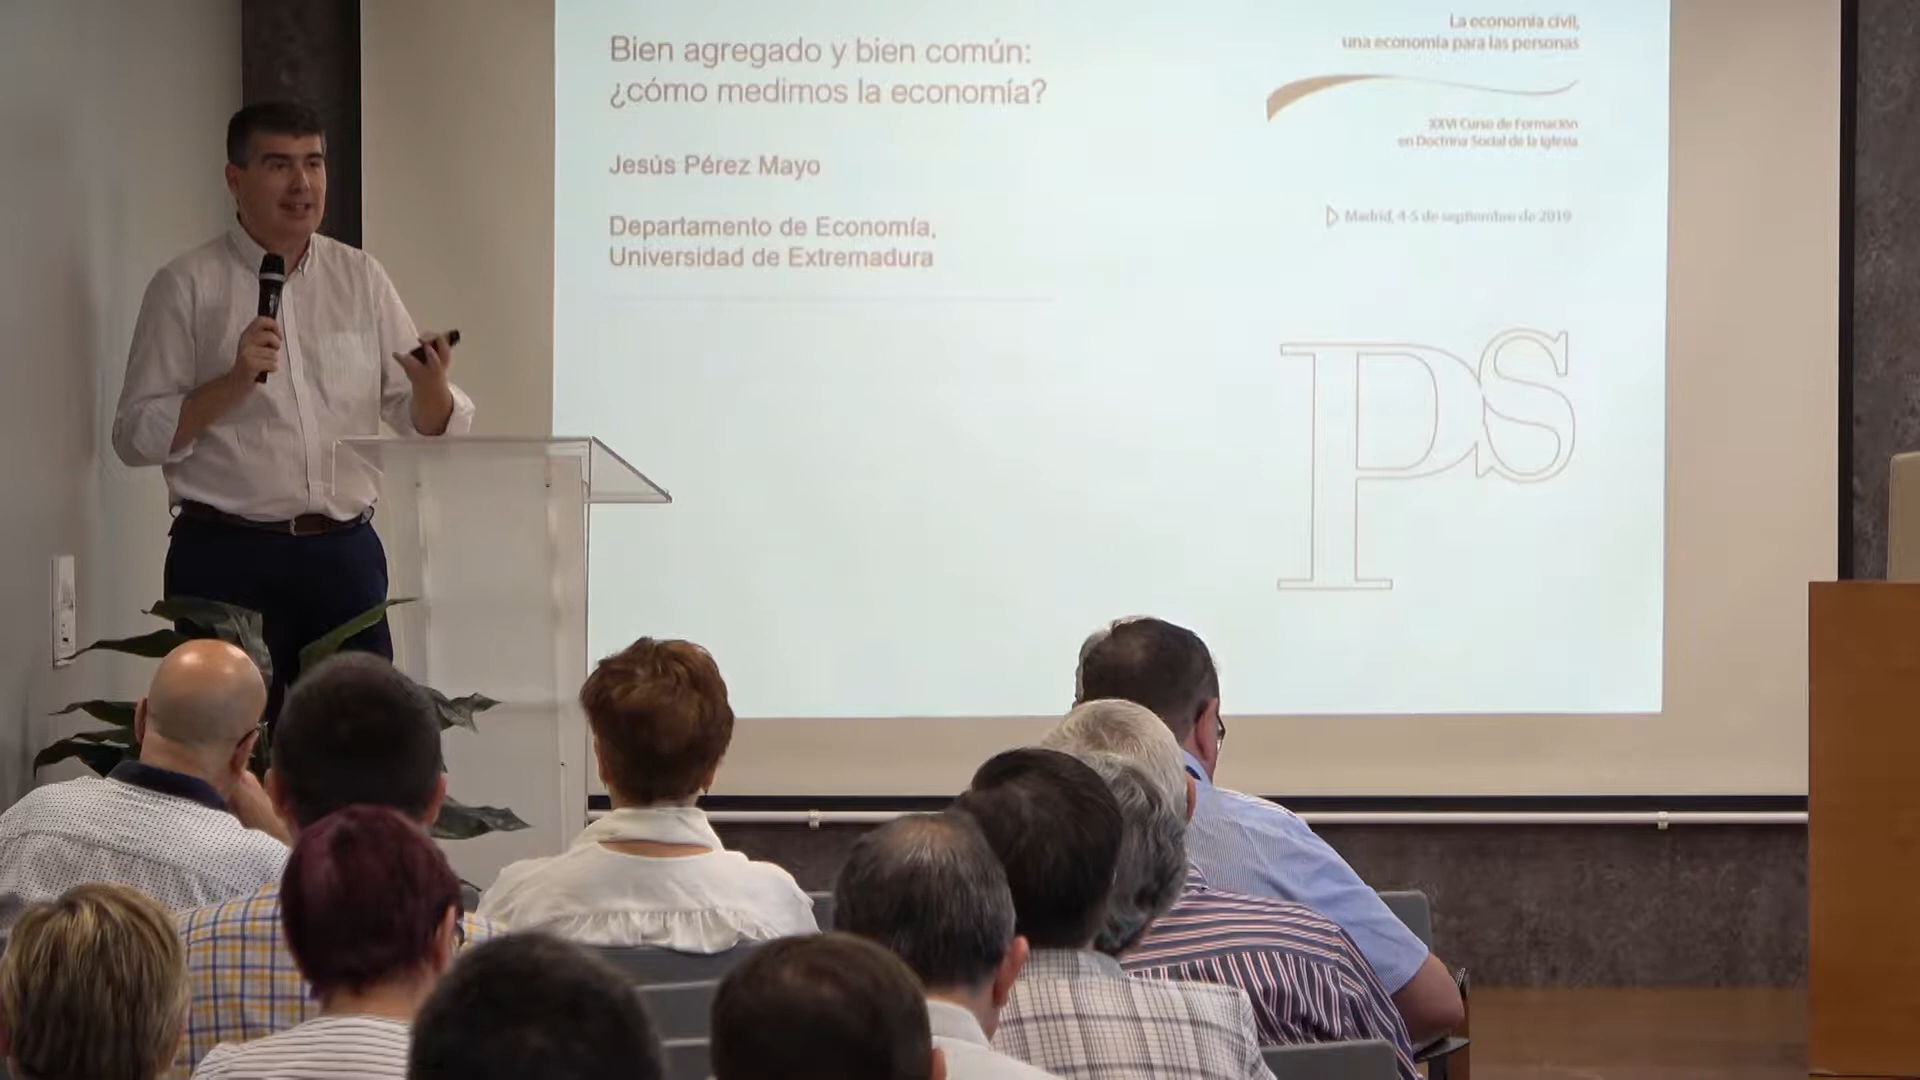 Bien agregado y bien común:
¿cómo medimos la economía?
Jesús Pérez Mayo
Departamento de Economía,
Universidad de Extremadura
La economía civil,
una economía para las personas
XXVI Curso de Formación
en Doctrina Social de la Iglesia
Madrid, 4-5 de septiembre de 2019
PS